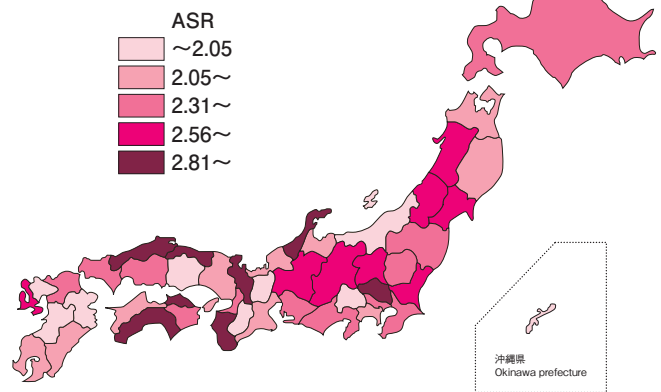 ASR
～2.05
2.05～
2.31～
2.56～
2.81～
沖縄県
Okinawa prefecture